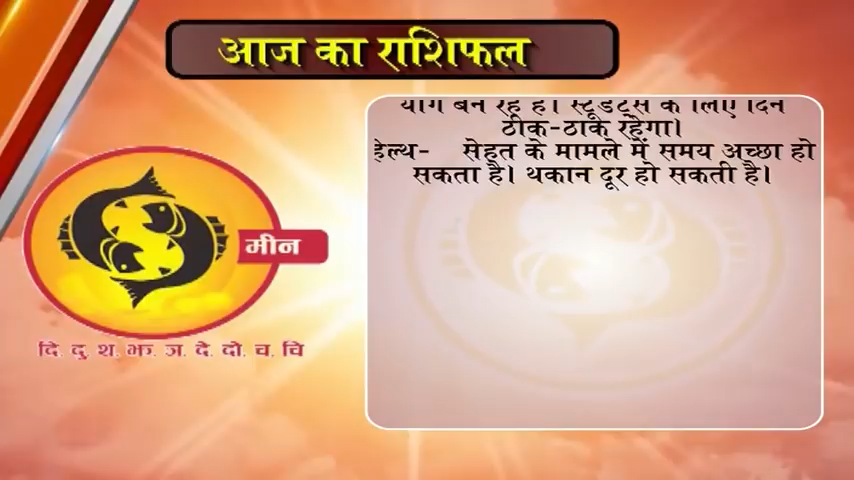 आज का राशिफल
योग बन रहे हैं। स्टूडेंट्स के लिए दिन
ठीक-ठाक रहेगा।
हेल्थ- सेहत के मामले में समय अच्छा हो
सकता है। थकान दूर हो सकती है।
मीन
दि. दु. श. झ. ञ. दे. दो. च. चि